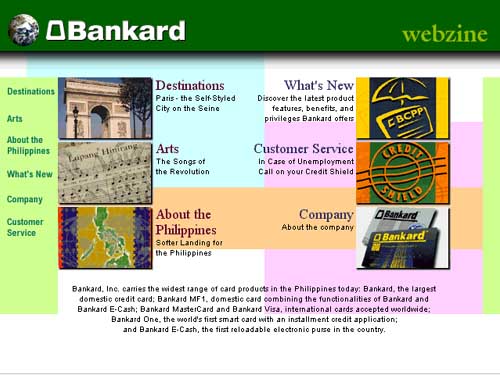 Bankard
webzine
Destinations
Arts
About the
Philippines
What's New
Company
Customer
Service
Destinations
Paris - the Self-Styled
City on the Seine
What's New
Discover the latest product
features, benefits, and
privileges Bankard offers
BCPP
Lupang Hinirang
Arts
The Songs of
the Revolution
Customer Service
In Case of Unemployment
Call on your Credit Shield
CREDIT
SHIELD
About the
Philippines
Softer Landing for
the Philippines
Company
About the company
Bankard
Bankard, Inc. carries the widest range of card products in the Philippines today: Bankard, the largest
domestic credit card; Bankard MF1, domestic card combining the functionalities of Bankard and
Bankard E-Cash; Bankard MasterCard and Bankard Visa, international cards accepted worldwide;
Bankard One, the world's first smart card with an installment credit application;
and Bankard E-Cash, the first reloadable electronic purse in the country.